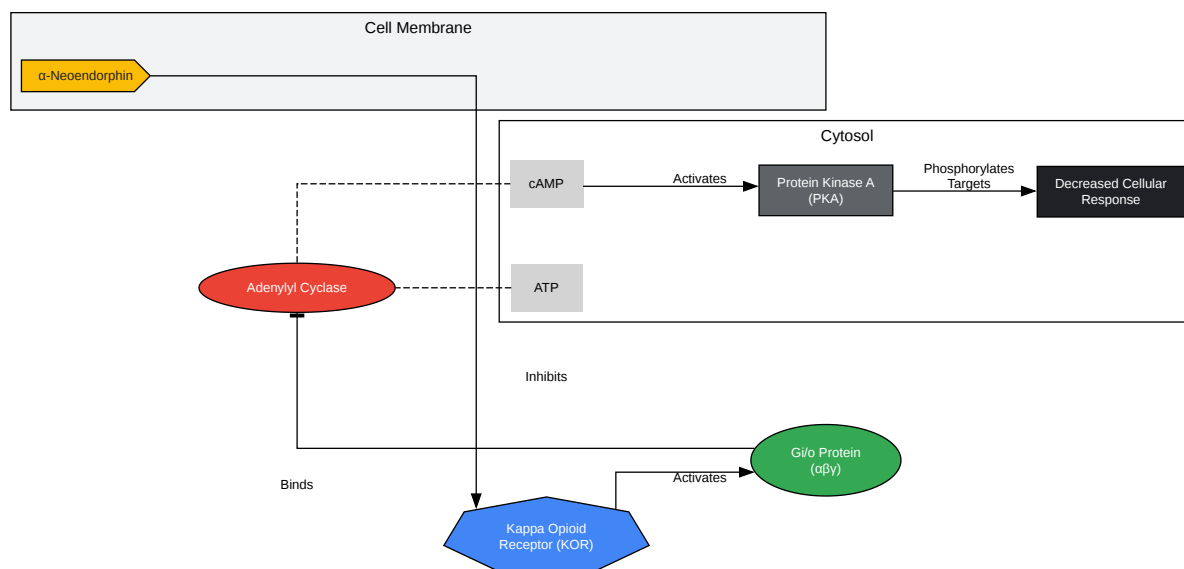 Cell Membrane
α-Neoendorphin
Cytosol
cAMP
Activates
Protein Kinase A
(PKA)
Phosphorylates
Targets
Decreased Cellular
Response
Adenylyl Cyclase
ATP
Inhibits
Gi/o Protein
(αβγ)
Binds
Activates
Kappa Opioid
Receptor (KOR)